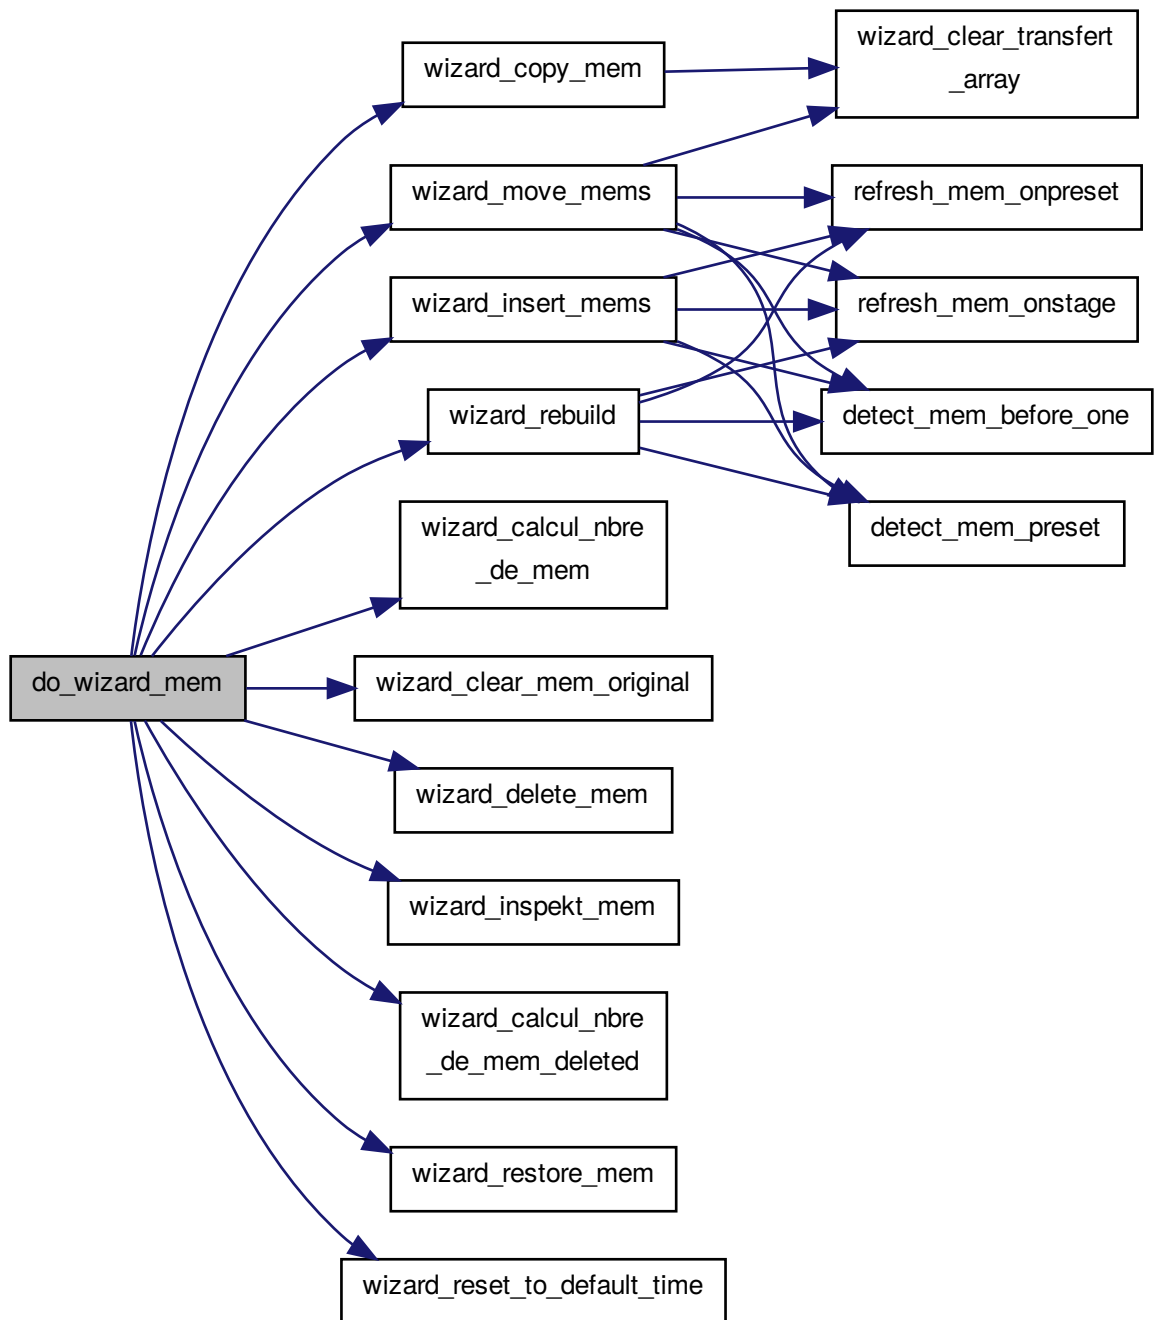 wizard_copy_mem
wizard_clear_transfert
_array
wizard_move_mems
refresh_mem_onpreset
wizard_insert_mems
refresh_mem_onstage
wizard_rebuild
detect_mem_before_one
wizard_calcul_nbre
_de_mem
detect_mem_preset
do_wizard_mem
wizard_clear_mem_original
wizard_delete_mem
wizard_inspekt_mem
wizard_calcul_nbre
_de_mem_deleted
wizard_restore_mem
wizard_reset_to_default_time